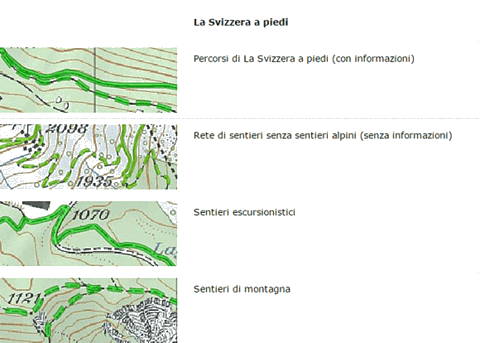 La Svizzera a piedi
Percorsi di La Svizzera a piedi (con informazioni)
2098
Rete di sentieri senza sentieri alpini (senza informazioni)
1935
1070
Sentieri escursionistici
La
Sentieri di montagna
1121